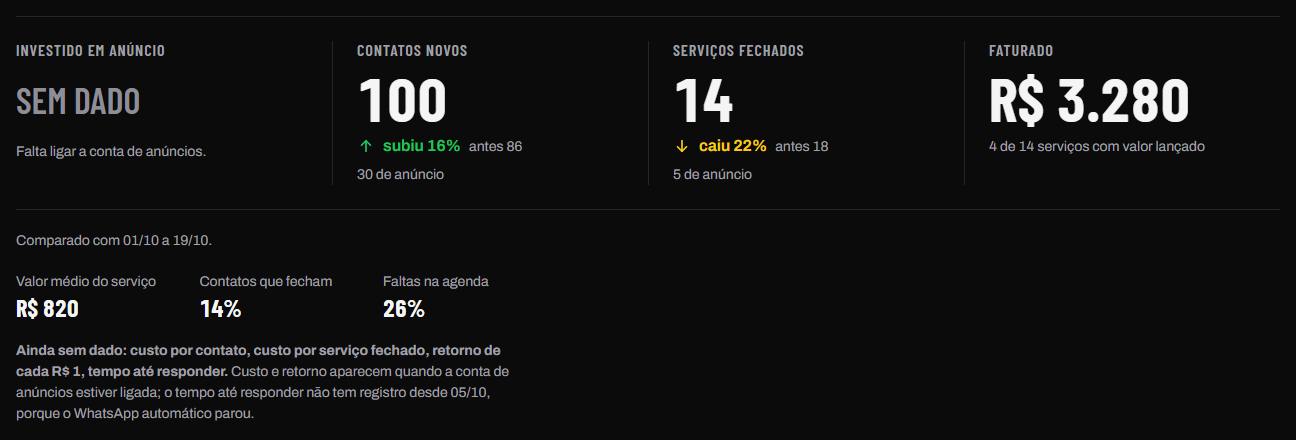 INVESTIDO EM ANÚNCIO
SEM DADO
Falta ligar a conta de anúncios.
CONTATOS NOVOS
100
↑ subiu 16% antes 86
30 de anúncio
SERVIÇOS FECHADOS
14
↓ caiu 22% antes 18
5 de anúncio
FATURADO
R$ 3.280
4 de 14 serviços com valor lançado
Comparado com 01/10 a 19/10.
Valor médio do serviço
R$ 820
Contatos que fecham
14%
Faltas na agenda
26%
Ainda sem dado: custo por contato, custo por serviço fechado, retorno de
cada R$ 1, tempo até responder. Custo e retorno aparecem quando a conta de
anúncios estiver ligada; o tempo até responder não tem registro desde 05/10,
porque o WhatsApp automático parou.